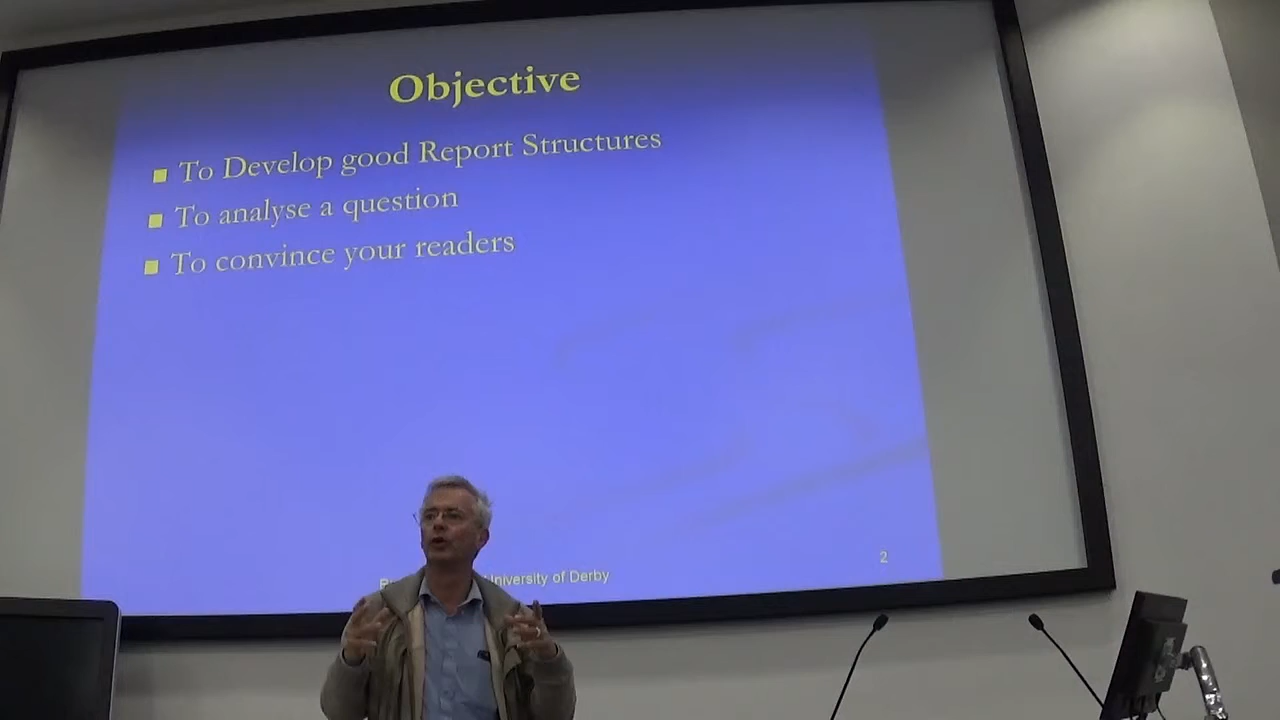 Objective
To Develop good Report Structures
To analyse a question
To convince your readers
University of Derby
2